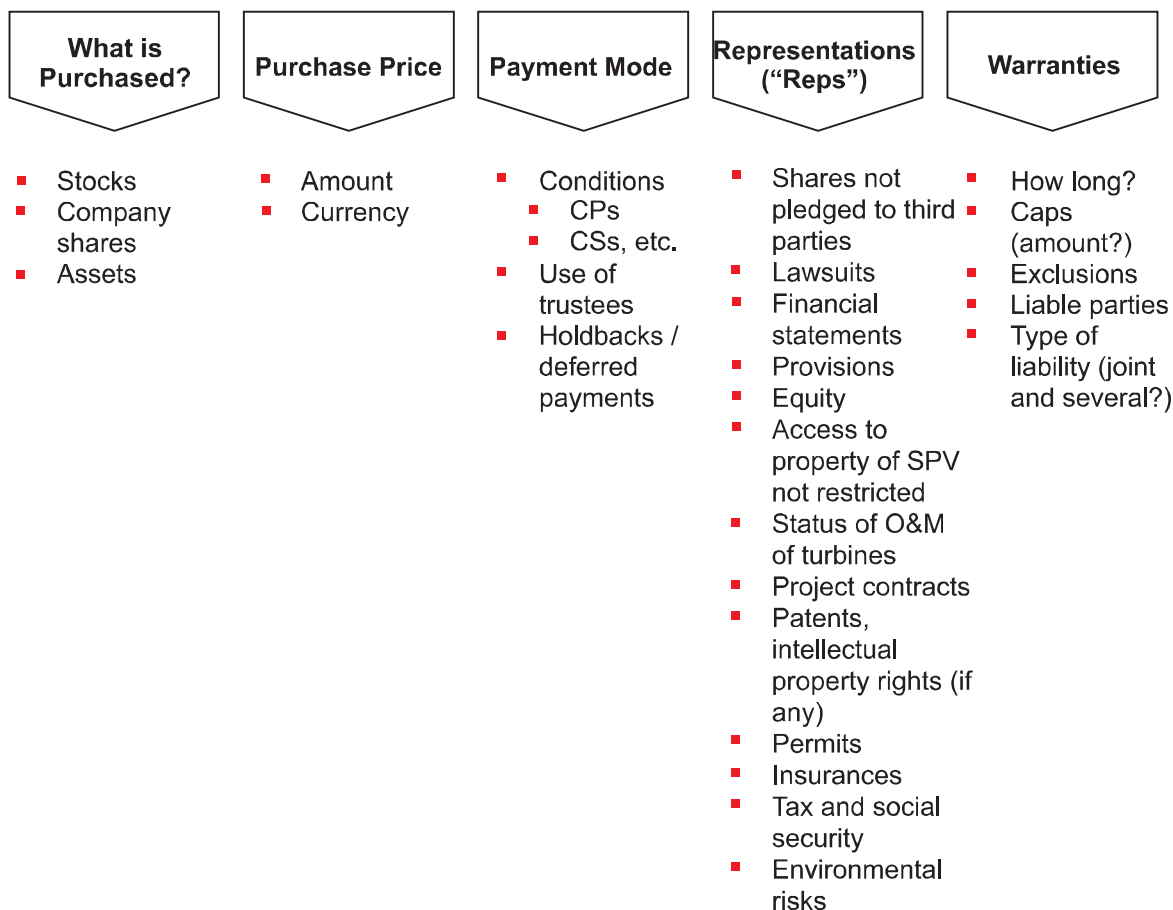 What is
Purchased?
Stocks
Company
shares
Assets
Purchase Price
Amount
Currency
Payment Mode
Conditions
CPs
CSs, etc.
Use of
trustees
Holdbacks /
deferred
payments
Representations
(“Reps”)
Shares not
pledged to third
parties
Lawsuits
Financial
statements
Provisions
Equity
Access to
property of SPV
not restricted
Status of O&M
of turbines
Project contracts
Patents,
intellectual
property rights (if
any)
Permits
Insurances
Tax and social
security
Environmental
risks
Warranties
How long?
Caps
(amount?)
Exclusions
Liable parties
Type of
liability (joint
and several?)